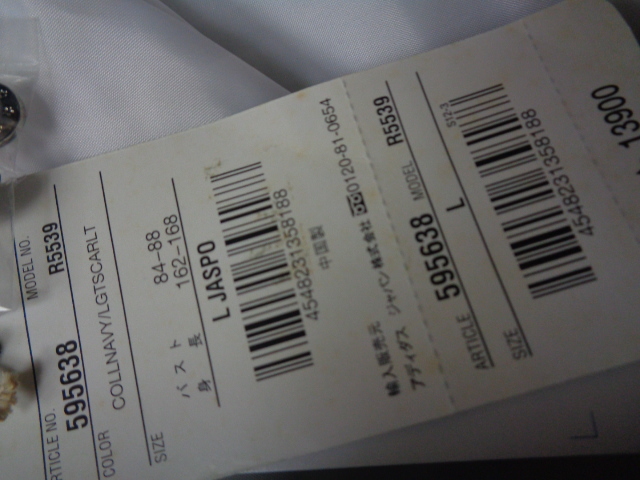 ARTICLE NO. MODEL NO.
595638 R5539
COLOR
COLLNAVY/LGTSCARLT
SIZE
バスト 84-88
身長 162-168
L JASPO
4548231358188
中国製
輸入販売元
アディダス ジャパン株式会社 0120-81-0654
ARTICLE 595638 MODEL R5539
SIZE L
4548231358188
13900
L